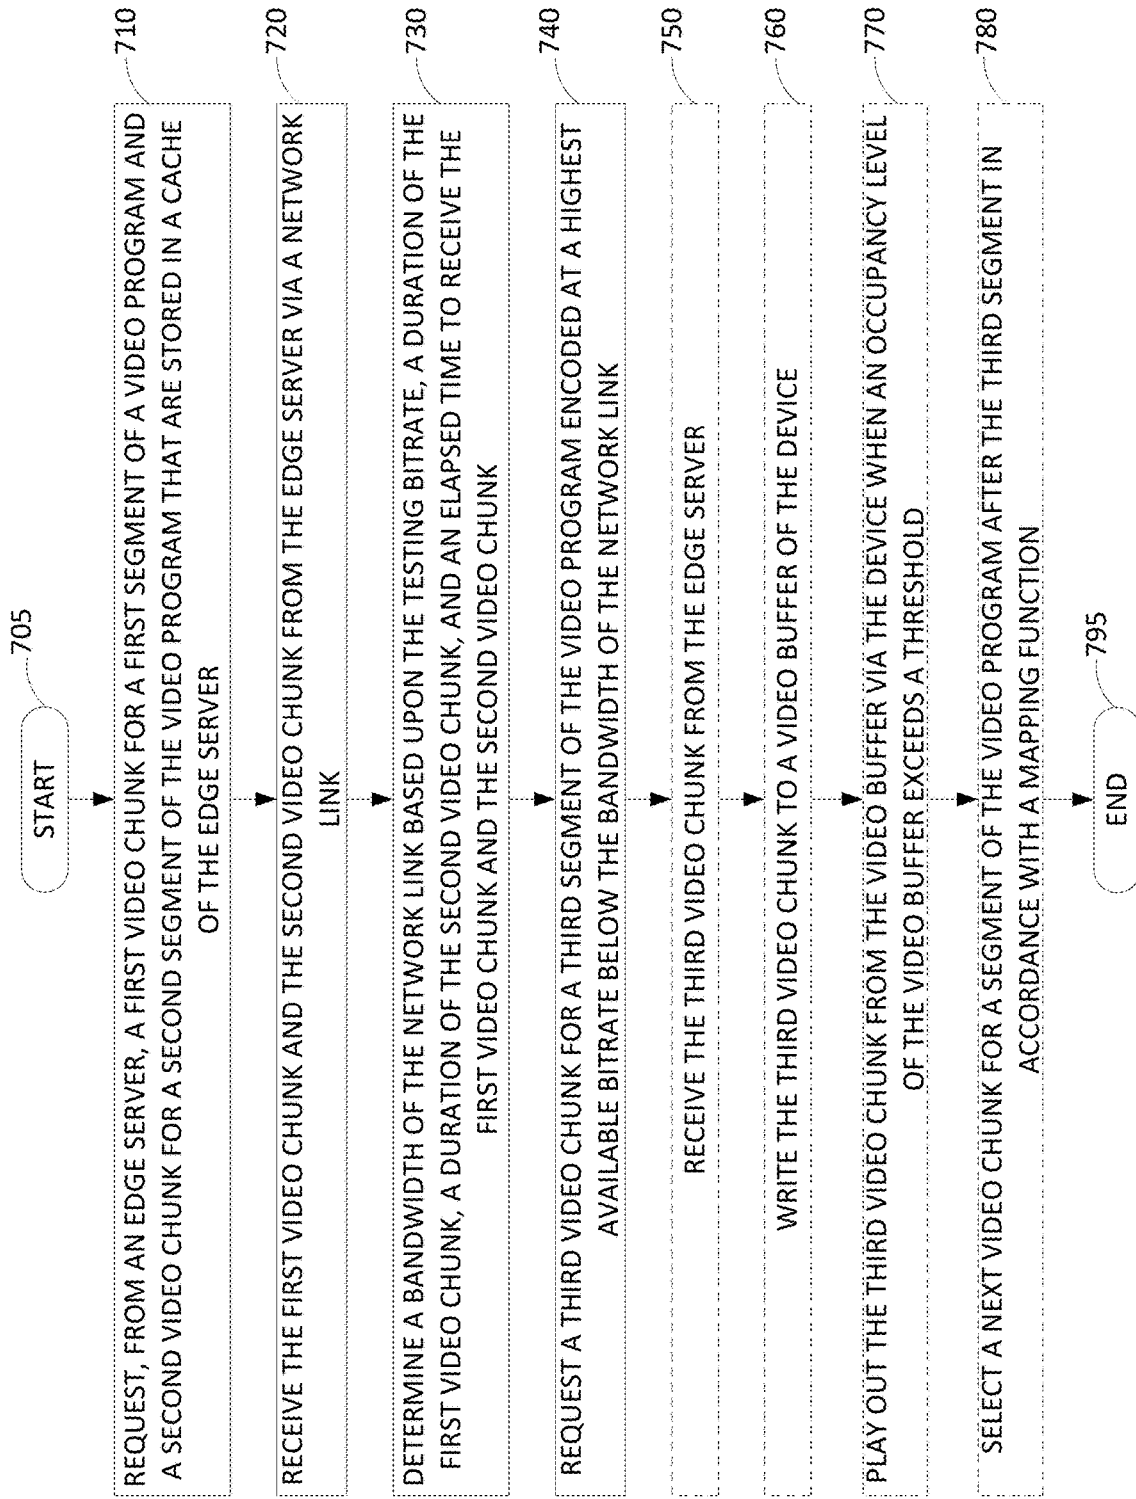 START
705
REQUEST, FROM AN EDGE SERVER, A FIRST VIDEO CHUNK FOR A FIRST SEGMENT OF A VIDEO PROGRAM AND
A SECOND VIDEO CHUNK FOR A SECOND SEGMENT OF THE VIDEO PROGRAM THAT ARE STORED IN A CACHE
OF THE EDGE SERVER
710
RECEIVE THE FIRST VIDEO CHUNK AND THE SECOND VIDEO CHUNK FROM THE EDGE SERVER VIA A NETWORK
LINK
720
DETERMINE A BANDWIDTH OF THE NETWORK LINK BASED UPON THE TESTING BITRATE, A DURATION OF THE
FIRST VIDEO CHUNK, A DURATION OF THE SECOND VIDEO CHUNK, AND AN ELAPSED TIME TO RECEIVE THE
FIRST VIDEO CHUNK AND THE SECOND VIDEO CHUNK
730
REQUEST A THIRD VIDEO CHUNK FOR A THIRD SEGMENT OF THE VIDEO PROGRAM ENCODED AT A HIGHEST
AVAILABLE BITRATE BELOW THE BANDWIDTH OF THE NETWORK LINK
740
RECEIVE THE THIRD VIDEO CHUNK FROM THE EDGE SERVER
750
WRITE THE THIRD VIDEO CHUNK TO A VIDEO BUFFER OF THE DEVICE
760
PLAY OUT THE THIRD VIDEO CHUNK FROM THE VIDEO BUFFER VIA THE DEVICE WHEN AN OCCUPANCY LEVEL
OF THE VIDEO BUFFER EXCEEDS A THRESHOLD
770
SELECT A NEXT VIDEO CHUNK FOR A SEGMENT OF THE VIDEO PROGRAM AFTER THE THIRD SEGMENT IN
ACCORDANCE WITH A MAPPING FUNCTION
780
END
795